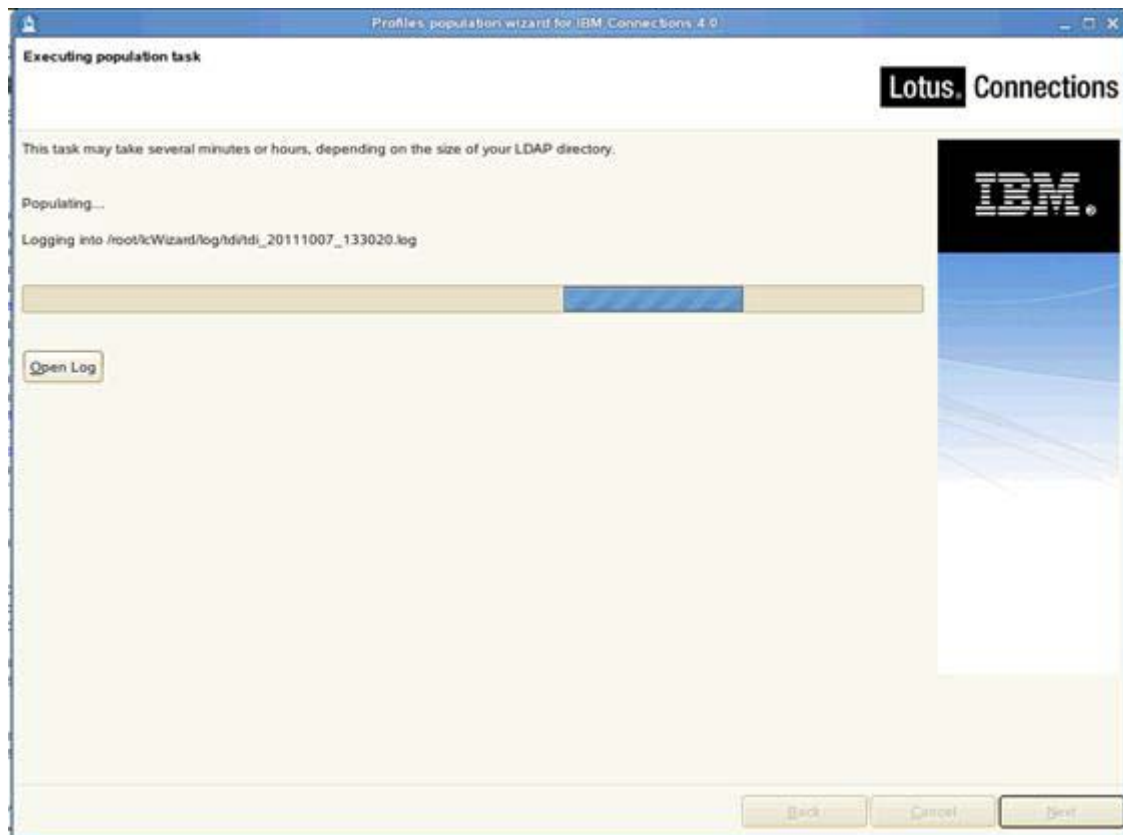 Profiles population wizard for IBM Connections 4.0
Executing population task
Lotus. Connections
This task may take several minutes or hours, depending on the size of your LDAP directory.
IBM®
Populating...
Logging into /root/lcWizard/log/tdi/tdi_20111007_133020.log
Open Log
Back
Cancel
Next